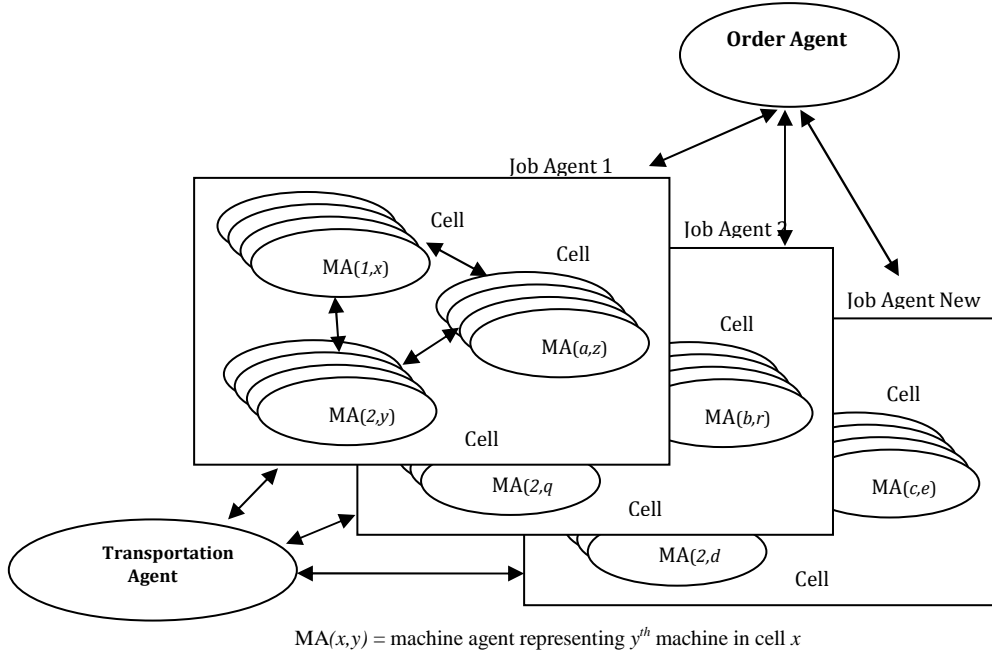 Order Agent
Job Agent 1
Cell
MA(1,x)
Cell
MA(a,z)
MA(2,y)
Cell
Job Agent 2
Cell
MA(b,r)
MA(2,q
Cell
Job Agent New
Cell
MA(c,e)
MA(2,d
Cell
Transportation
Agent
MA(x,y) = machine agent representing yth machine in cell x